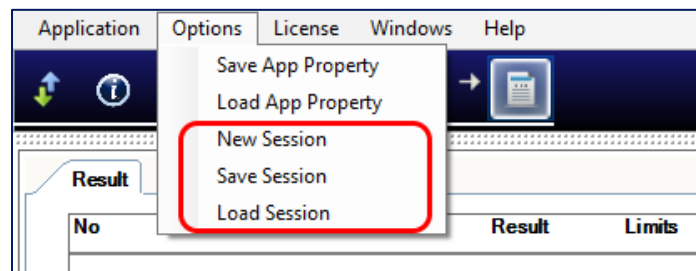 Application Options License Windows Help
Save App Property
Load App Property
New Session
Save Session
Load Session
Result
No Result Limits